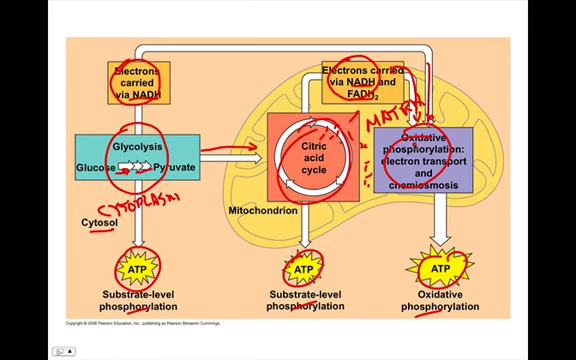 Electrons
carried
via NADH
Electrons carried
via NADH and
FADH2
MATRI
Glycolysis
Glucose
Pyruvate
Citric
acid
cycle
Oxidative
phosphorylation:
electron transport
and
chemiosmosis
CYTOPLASM
Mitochondrion
Cytosol
ATP
ATP
ATP
Substrate-level
phosphorylation
Substrate-level
phosphorylation
Oxidative
phosphorylation
Copyright © 2008 Pearson Education, Inc., publishing as Pearson Benjamin Cummings.